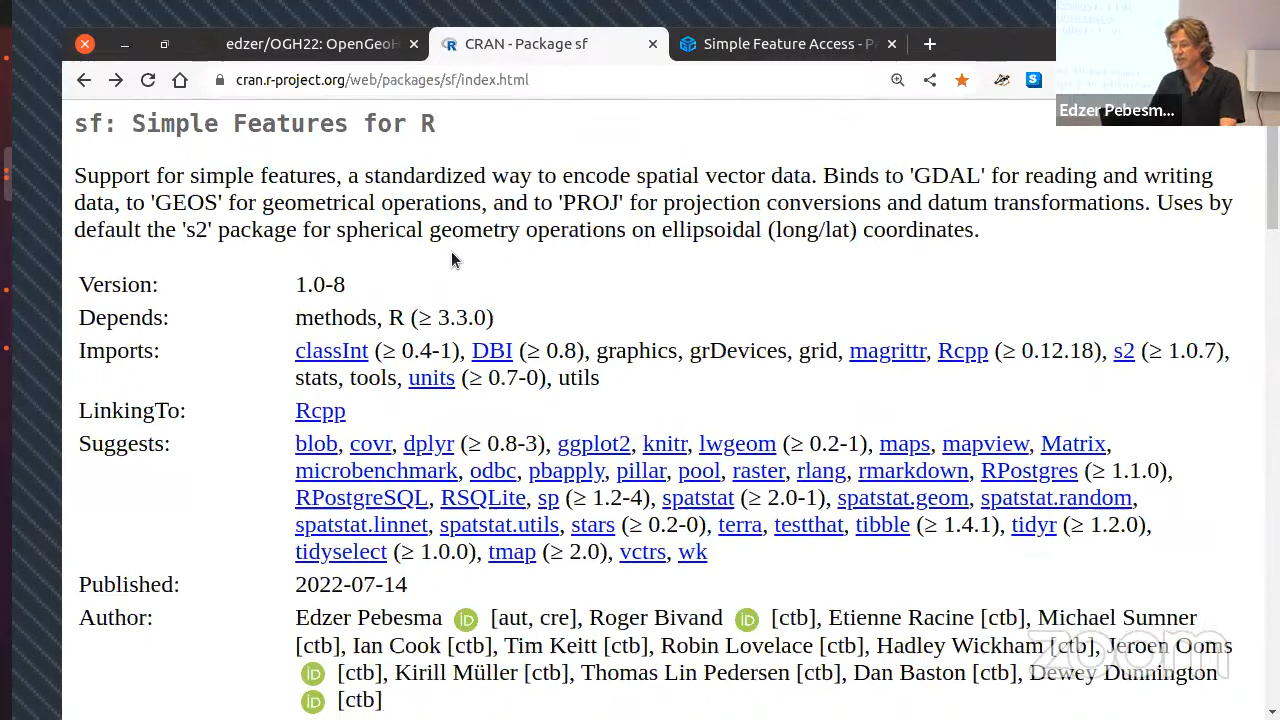 edzer/OGH22: OpenGeoH
CRAN - Package sf
Simple Feature Access - P
cran.r-project.org/web/packages/sf/index.html
Edzer Pebesm...
sf: Simple Features for R
Support for simple features, a standardized way to encode spatial vector data. Binds to 'GDAL' for reading and writing
data, to 'GEOS' for geometrical operations, and to 'PROJ' for projection conversions and datum transformations. Uses by
default the 's2' package for spherical geometry operations on ellipsoidal (long/lat) coordinates.
Version: 1.0-8
Depends: methods, R (≥ 3.3.0)
Imports: classInt (≥ 0.4-1), DBI (≥ 0.8), graphics, grDevices, grid, magrittr, Rcpp (≥ 0.12.18), s2 (≥ 1.0.7),
stats, tools, units (≥ 0.7-0), utils
LinkingTo: Rcpp
Suggests: blob, covr, dplyr (≥ 0.8-3), ggplot2, knitr, lwgeom (≥ 0.2-1), maps, mapview, Matrix,
microbenchmark, odbc, pbapply, pillar, pool, raster, rlang, rmarkdown, RPostgres (≥ 1.1.0),
RPostgreSQL, RSQLite, sp (≥ 1.2-4), spatstat (≥ 2.0-1), spatstat.geom, spatstat.random,
spatstat.linnet, spatstat.utils, stars (≥ 0.2-0), terra, testthat, tibble (≥ 1.4.1), tidyr (≥ 1.2.0),
tidyselect (≥ 1.0.0), tmap (≥ 2.0), vctrs, wk
Published: 2022-07-14
Author: Edzer Pebesma iD [aut, cre], Roger Bivand iD [ctb], Etienne Racine [ctb], Michael Sumner
[ctb], Ian Cook [ctb], Tim Keitt [ctb], Robin Lovelace [ctb], Hadley Wickham [ctb], Jeroen Ooms
iD [ctb], Kirill Müller [ctb], Thomas Lin Pedersen [ctb], Dan Baston [ctb], Dewey Dunnington
iD [ctb]
zoom